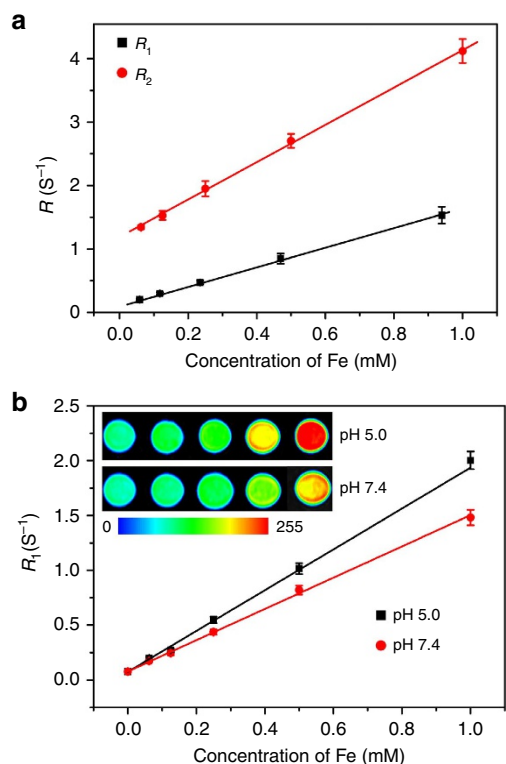 a
R1
R2
4
3
2
1
0
R (S−1)
0.0 0.2 0.4 0.6 0.8 1.0
Concentration of Fe (mM)
b
2.5
2.0
1.5
1.0
0.5
0.0
R1(S−1)
pH 5.0
pH 7.4
0 255
pH 5.0
pH 7.4
0.0 0.2 0.4 0.6 0.8 1.0
Concentration of Fe (mM)